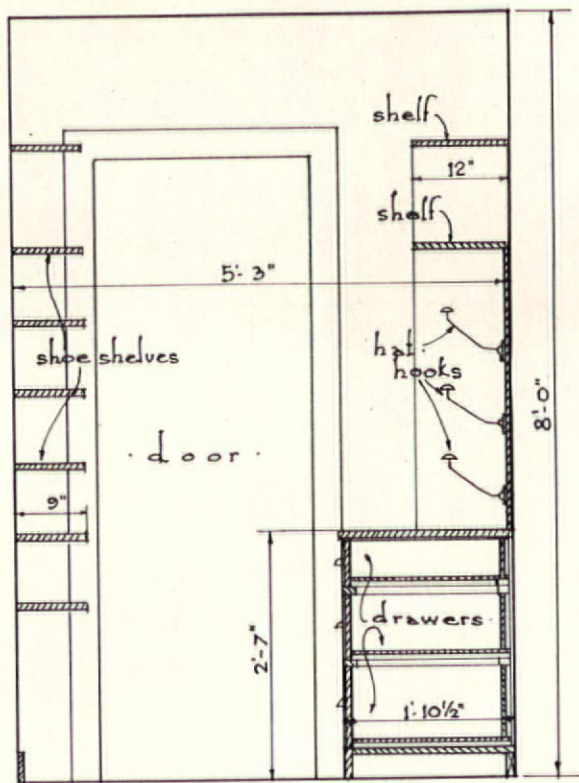 shelf
12"
shelf
5'-3"
shoe shelves
hat
hooks
8'-0"
· door ·
9"
2'-7"
drawers
1'-10½"